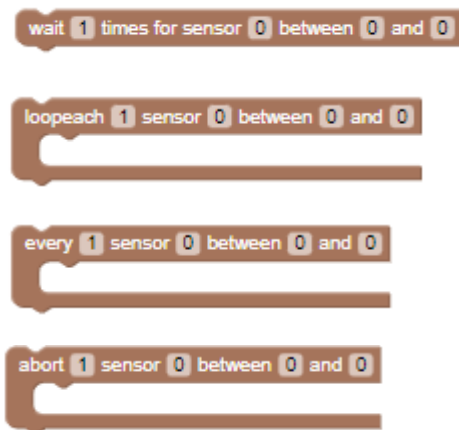 wait 1 times for sensor 0 between 0 and 0
loopeach 1 sensor 0 between 0 and 0
every 1 sensor 0 between 0 and 0
abort 1 sensor 0 between 0 and 0